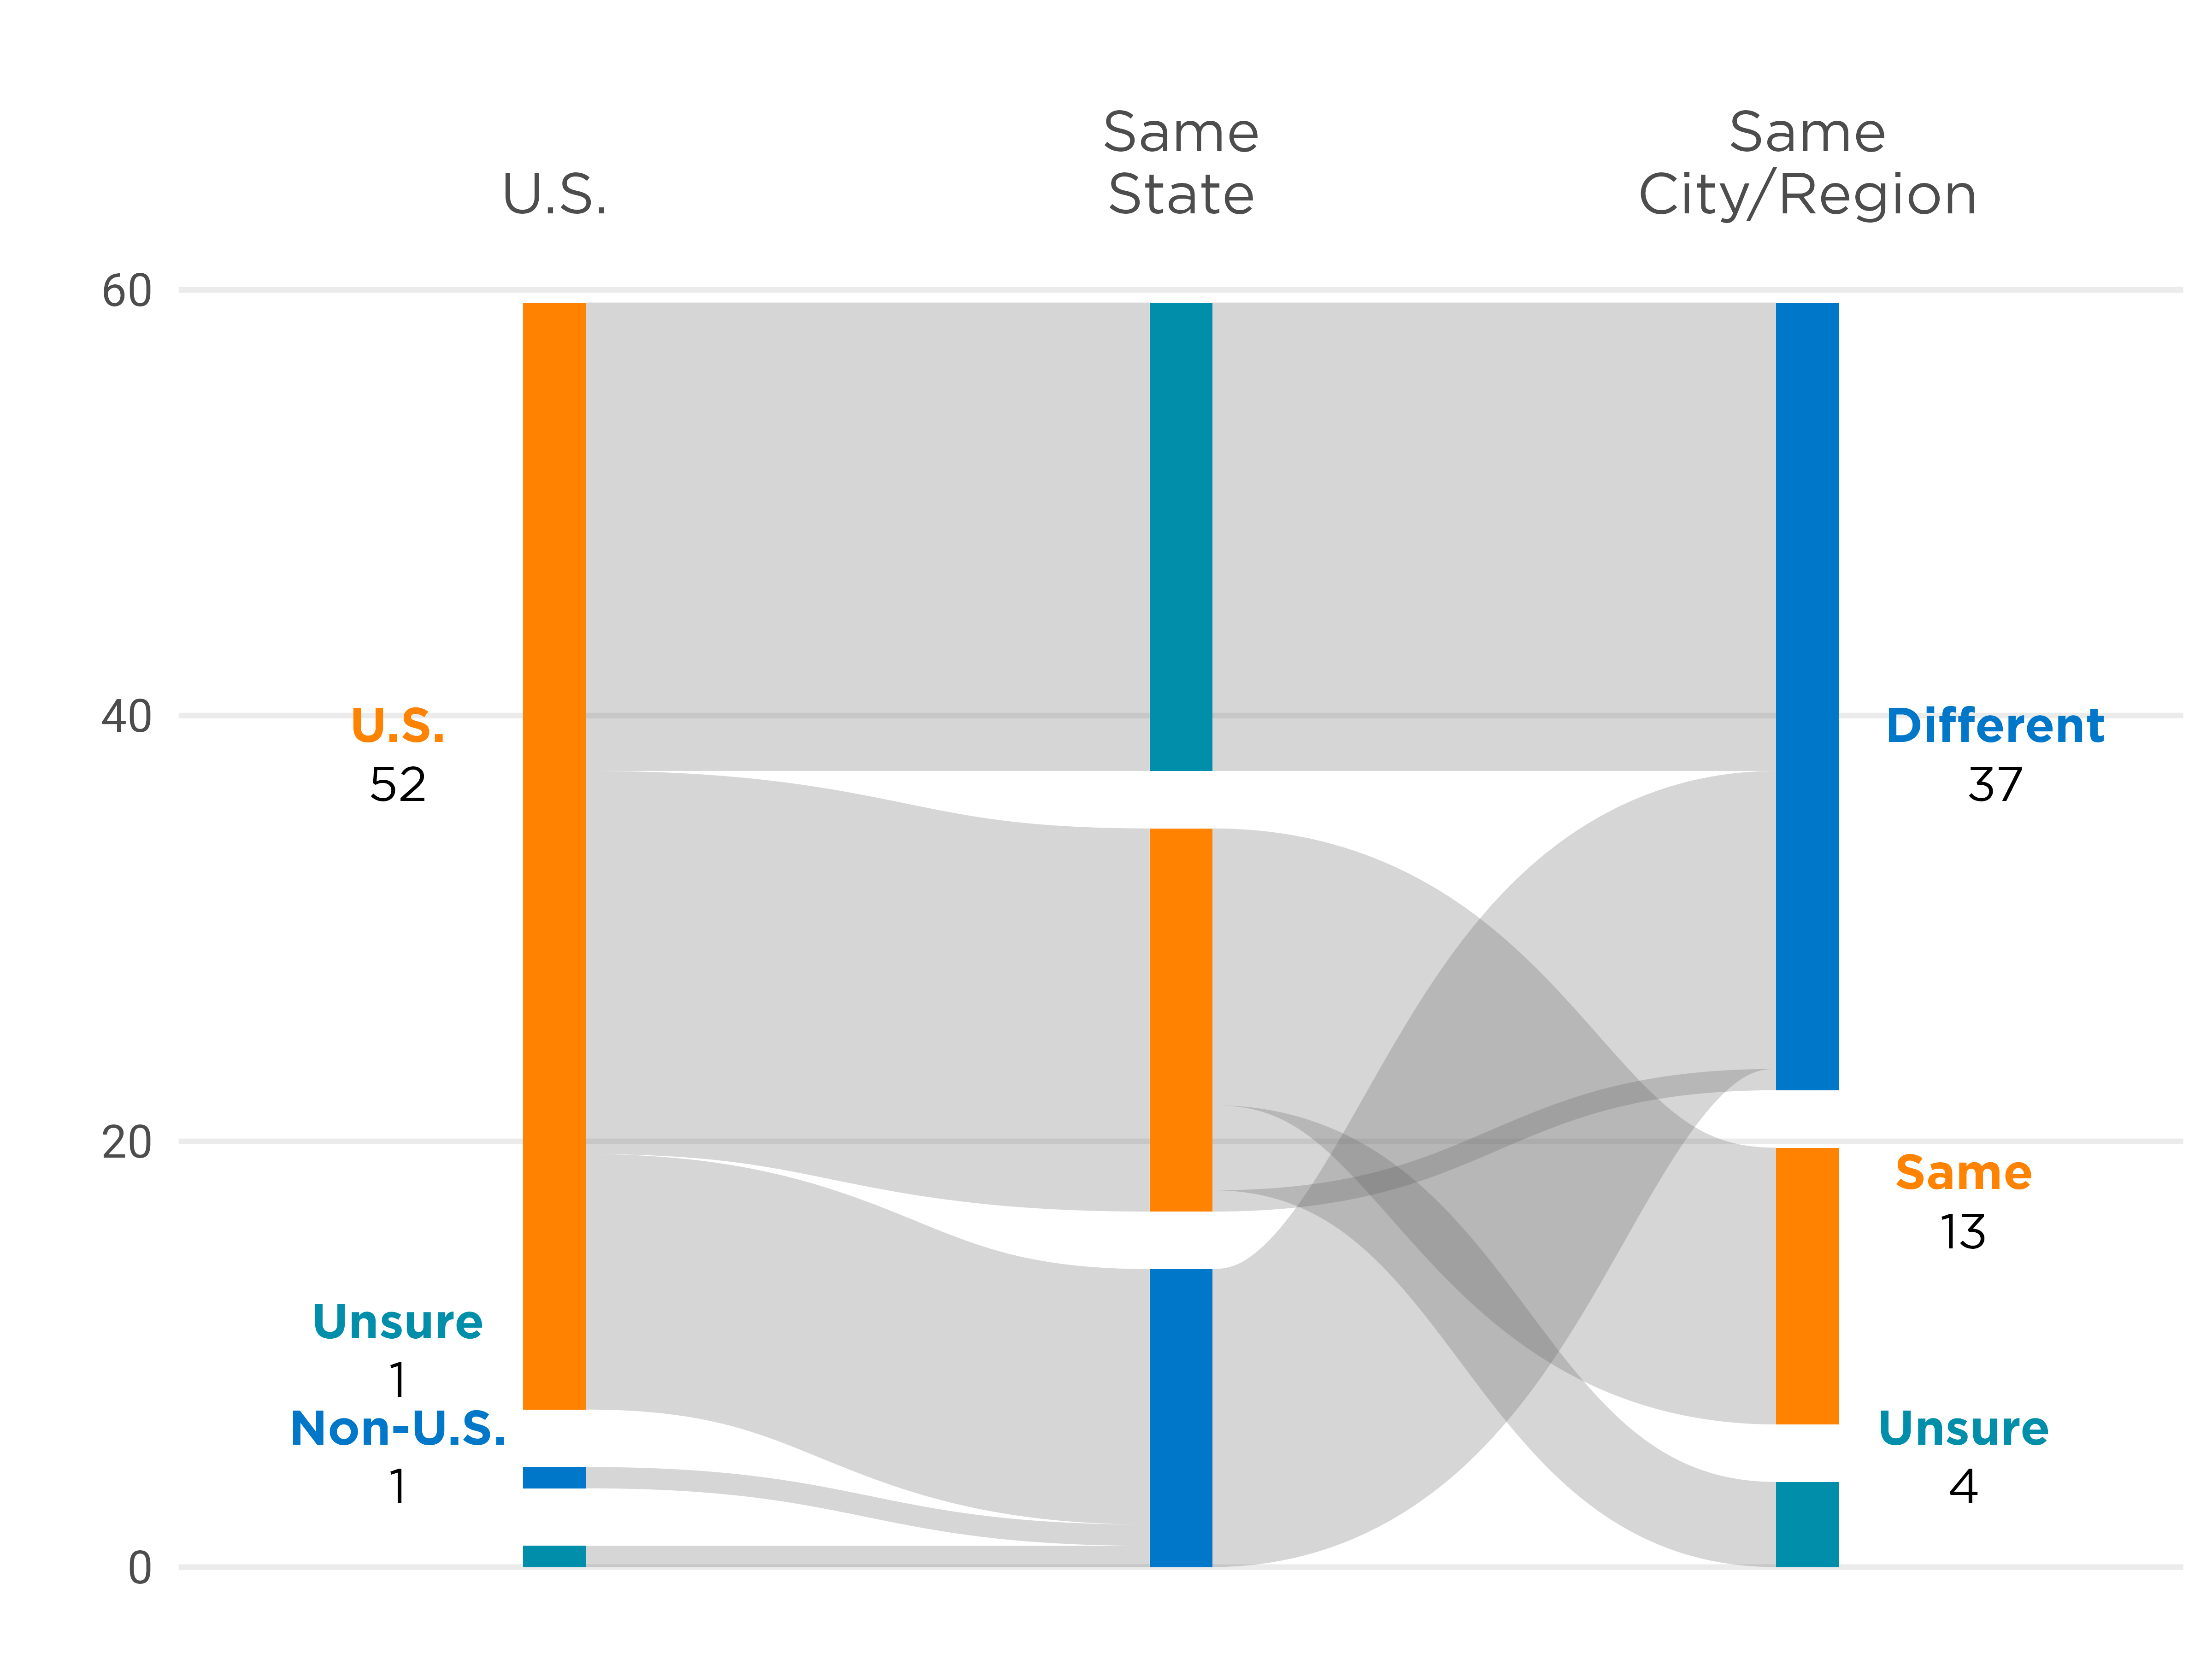 U.S.
Same
State
Same
City/Region
60
40
20
0
U.S.
52
Unsure
1
Non-U.S.
1
Different
37
Same
13
Unsure
4